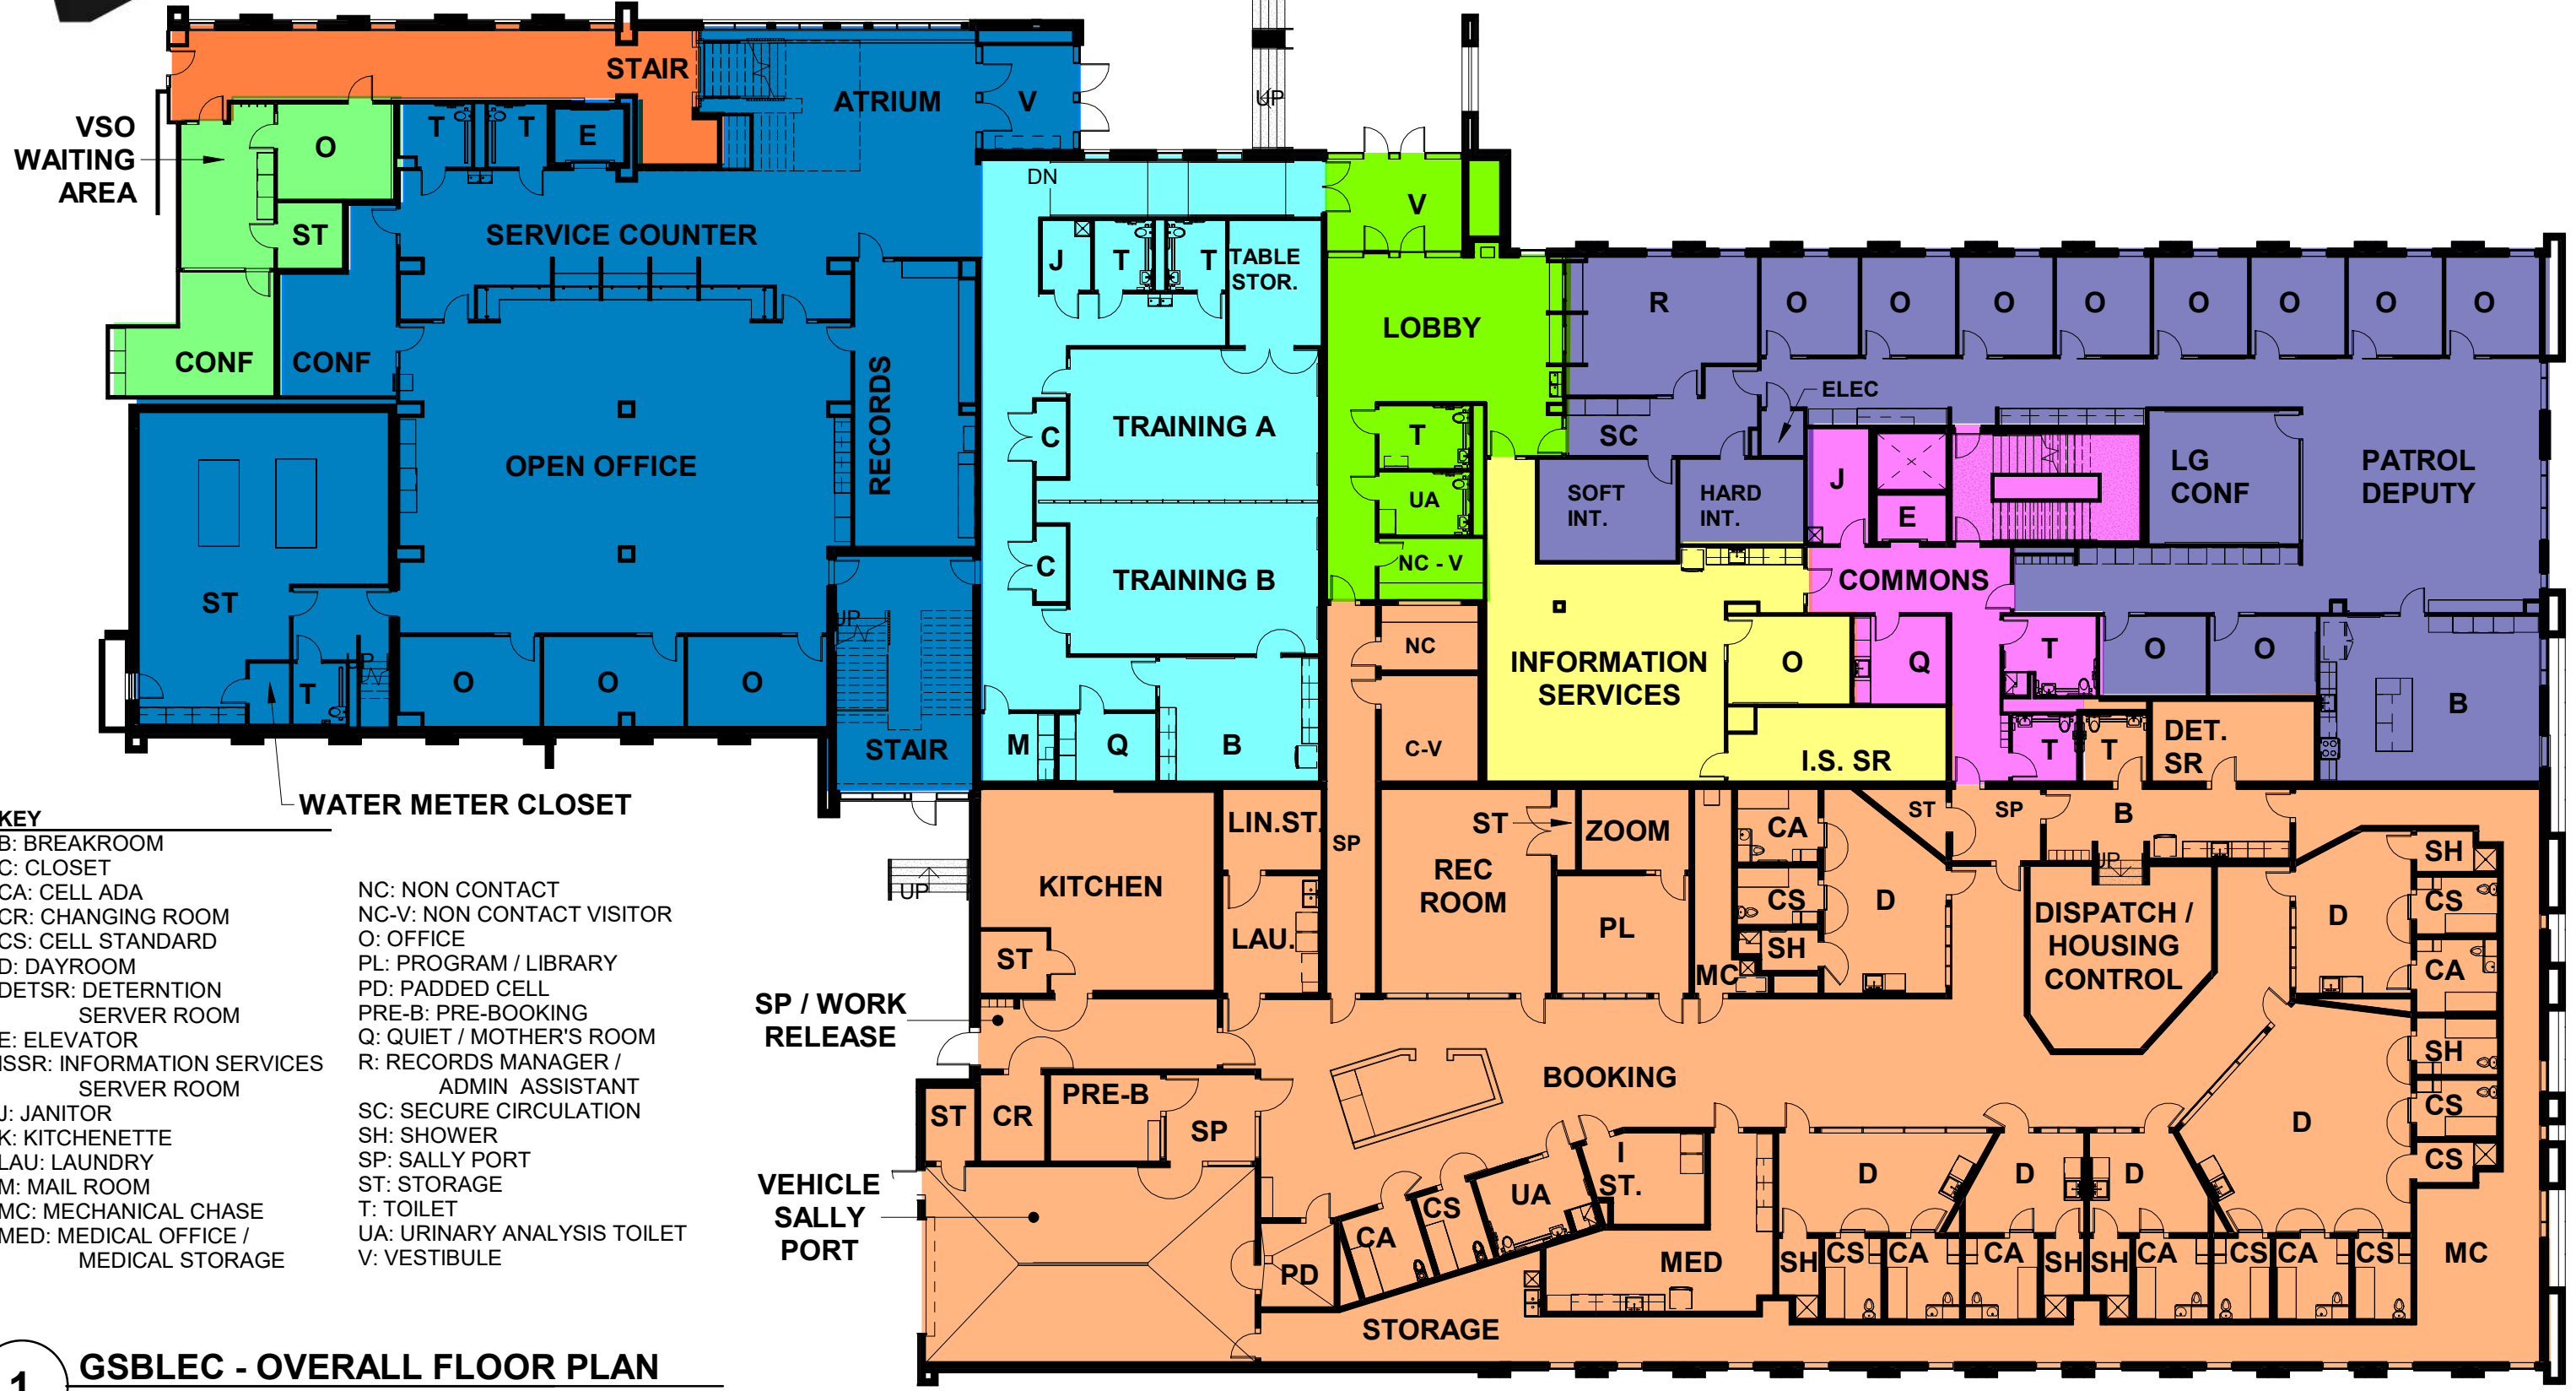 STAIR
ATRIUM
V
UP
VSO
WAITING
AREA
O
T
T
E
ST
SERVICE COUNTER
CONF
CONF
OPEN OFFICE
RECORDS
ST
T
UP
O
O
O
UP
STAIR
WATER METER CLOSET
DN
J
T
T
TABLE
STOR.
TRAINING A
C
C
TRAINING B
M
Q
B
V
LOBBY
T
UA
NC - V
NC
C-V
R
O
O
O
O
O
O
O
O
ELEC
SC
SOFT
INT.
HARD
INT.
J
E
LG
CONF
PATROL
DEPUTY
COMMONS
INFORMATION
SERVICES
O
Q
T
O
O
B
I.S. SR
T
T
DET.
SR
KITCHEN
ST
LIN.ST.
LAU.
SP
ST
REC
ROOM
ZOOM
PL
MC
CA
CS
SH
D
ST
SP
B
UP
DISPATCH /
HOUSING
CONTROL
D
SH
CS
CA
SH
CS
CS
D
MC
UP
SP / WORK
RELEASE
ST
CR
PRE-B
SP
BOOKING
VEHICLE
SALLY
PORT
PD
CA
CS
UA
I
ST.
MED
STORAGE
D
D
D
SH
CS
CA
CA
SH
SH
CA
CS
CA
CS
KEY
B: BREAKROOM
C: CLOSET
CA: CELL ADA
CR: CHANGING ROOM
CS: CELL STANDARD
D: DAYROOM
DETSR: DETERNTION
SERVER ROOM
E: ELEVATOR
ISSR: INFORMATION SERVICES
SERVER ROOM
J: JANITOR
K: KITCHENETTE
LAU: LAUNDRY
M: MAIL ROOM
MC: MECHANICAL CHASE
MED: MEDICAL OFFICE /
MEDICAL STORAGE
NC: NON CONTACT
NC-V: NON CONTACT VISITOR
O: OFFICE
PL: PROGRAM / LIBRARY
PD: PADDED CELL
PRE-B: PRE-BOOKING
Q: QUIET / MOTHER'S ROOM
R: RECORDS MANAGER /
ADMIN ASSISTANT
SC: SECURE CIRCULATION
SH: SHOWER
SP: SALLY PORT
ST: STORAGE
T: TOILET
UA: URINARY ANALYSIS TOILET
V: VESTIBULE
1
GSBLEC - OVERALL FLOOR PLAN